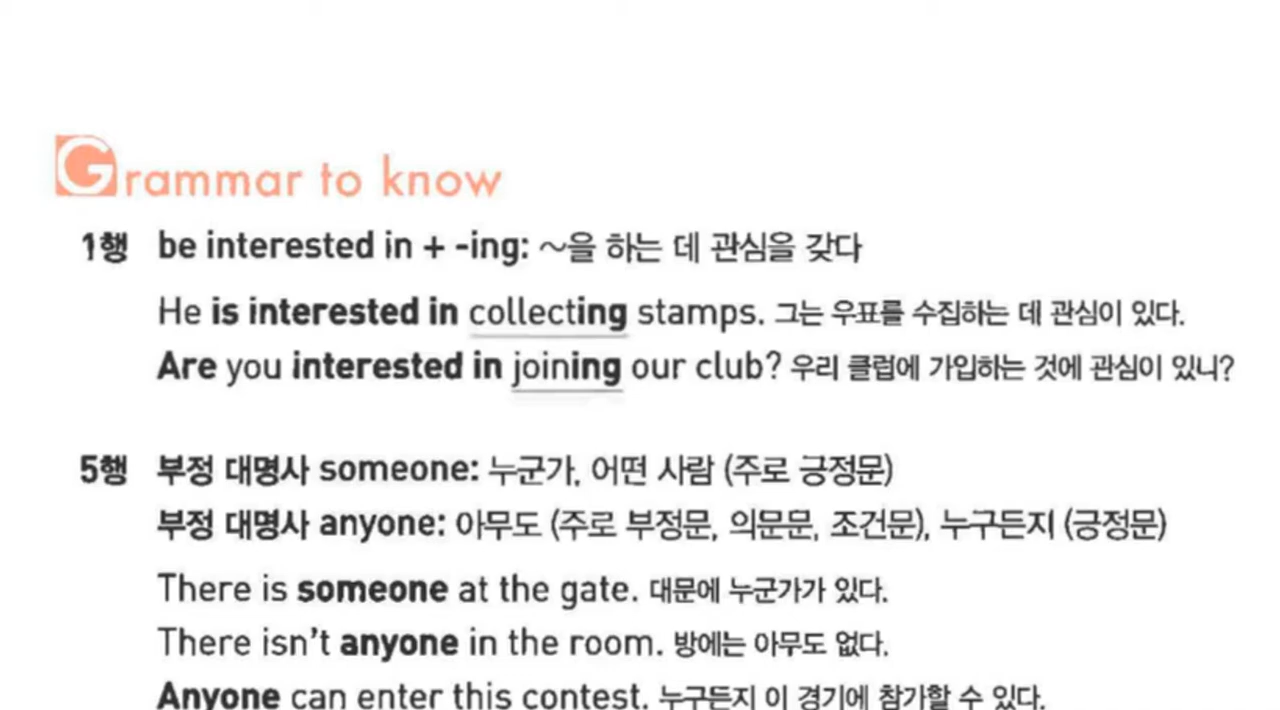 Grammar to know
1행 be interested in + -ing: ~을 하는 데 관심을 갖다
He is interested in collecting stamps. 그는 우표를 수집하는 데 관심이 있다.
Are you interested in joining our club? 우리 클럽에 가입하는 것에 관심이 있니?
5행 부정 대명사 someone: 누군가, 어떤 사람 (주로 긍정문)
부정 대명사 anyone: 아무도 (주로 부정문, 의문문, 조건문), 누구든지 (긍정문)
There is someone at the gate. 대문에 누군가가 있다.
There isn't anyone in the room. 방에는 아무도 없다.
Anyone can enter this contest. 누구든지 이 경기에 참가할 수 있다.